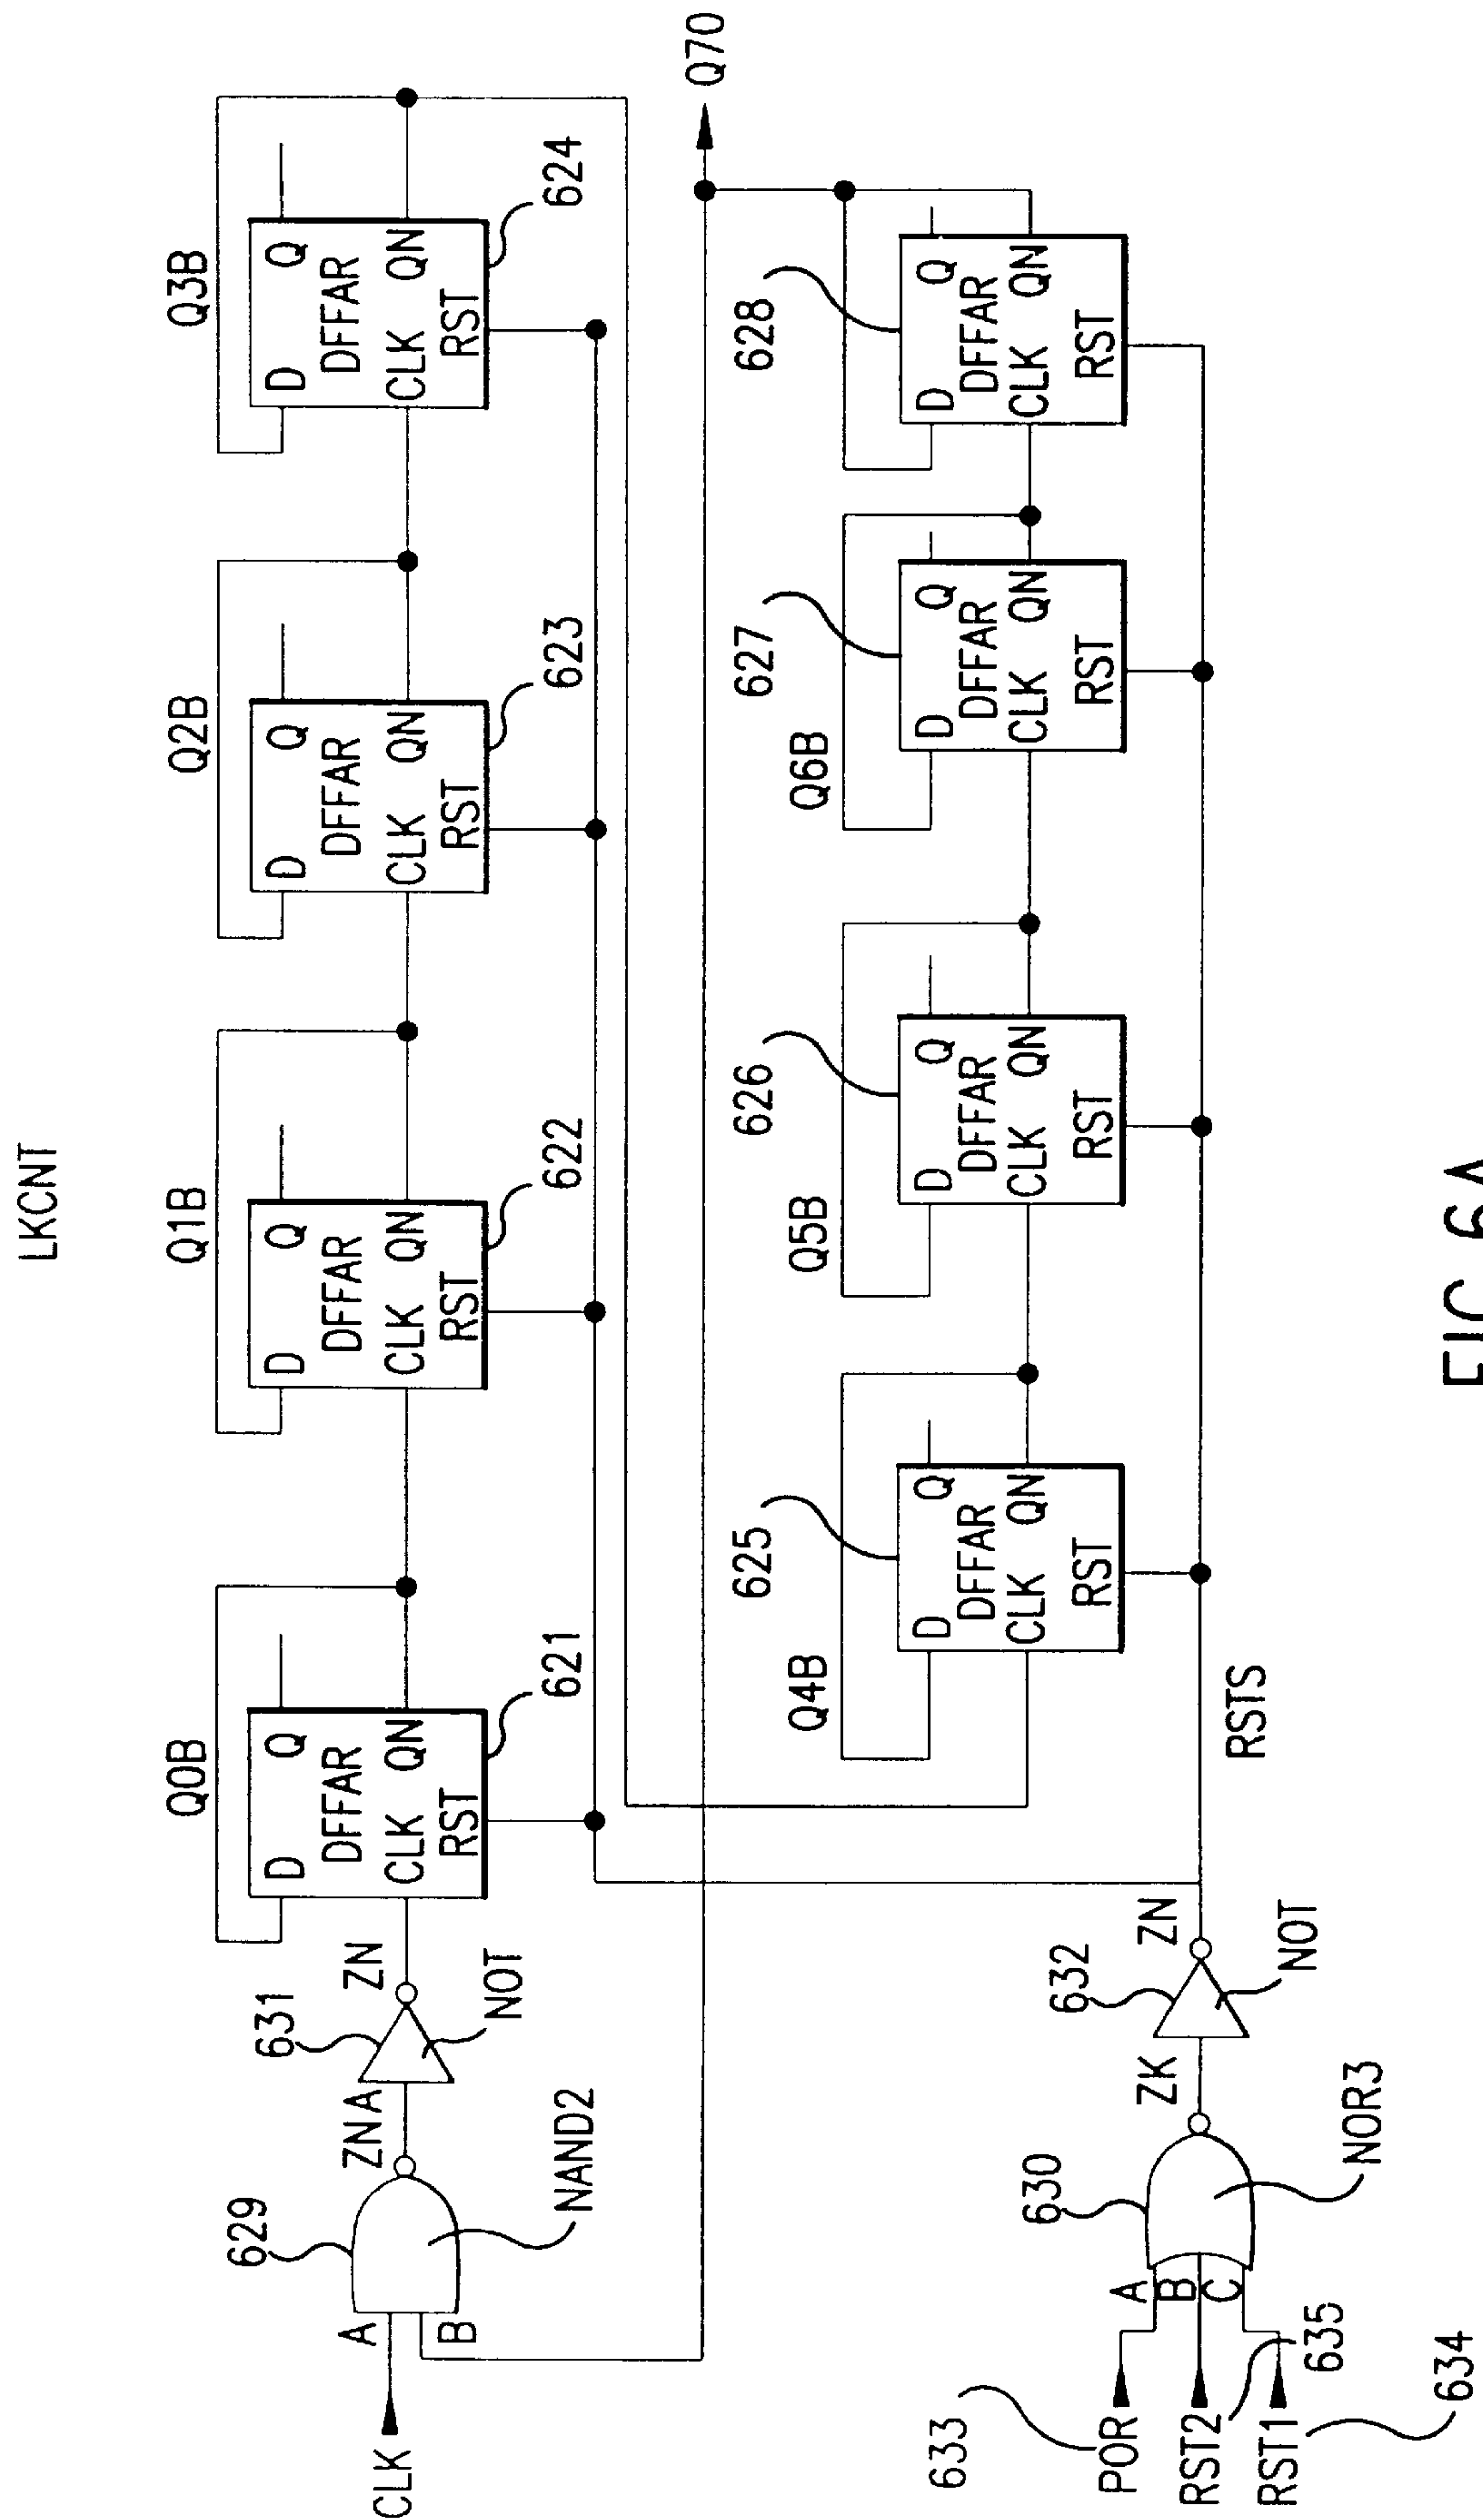 LKCNT
Q0B
Q1B
Q2B
Q3B
D Q
DFFAR
CLK QN
RST
621
D Q
DFFAR
CLK QN
RST
622
D Q
DFFAR
CLK QN
RST
623
D Q
DFFAR
CLK QN
RST
624
CLK
A
B
629
ZNA
NAND2
631
ZN
NOT
Q70
Q4B
625
D Q
DFFAR
CLK QN
RST
Q5B
626
D Q
DFFAR
CLK QN
RST
Q6B
627
D Q
DFFAR
CLK QN
RST
628
D Q
DFFAR
CLK QN
RST
633
POR
RST2
RST1
635
634
A
B
C
630
ZK
NOR3
632
ZN
NOT
RSTS